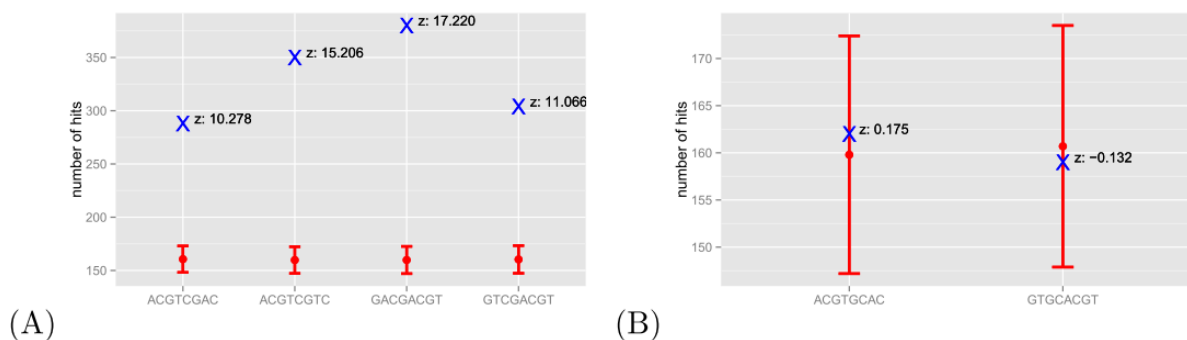 number of hits
350
300
250
200
150
z: 10.278
z: 15.206
z: 17.220
z: 11.066
ACGTCGAC
ACGTCGTC
GACGACGT
GTCGACGT
(A)
number of hits
170
165
160
155
150
z: 0.175
z: −0.132
ACGTGCAC
GTGCACGT
(B)